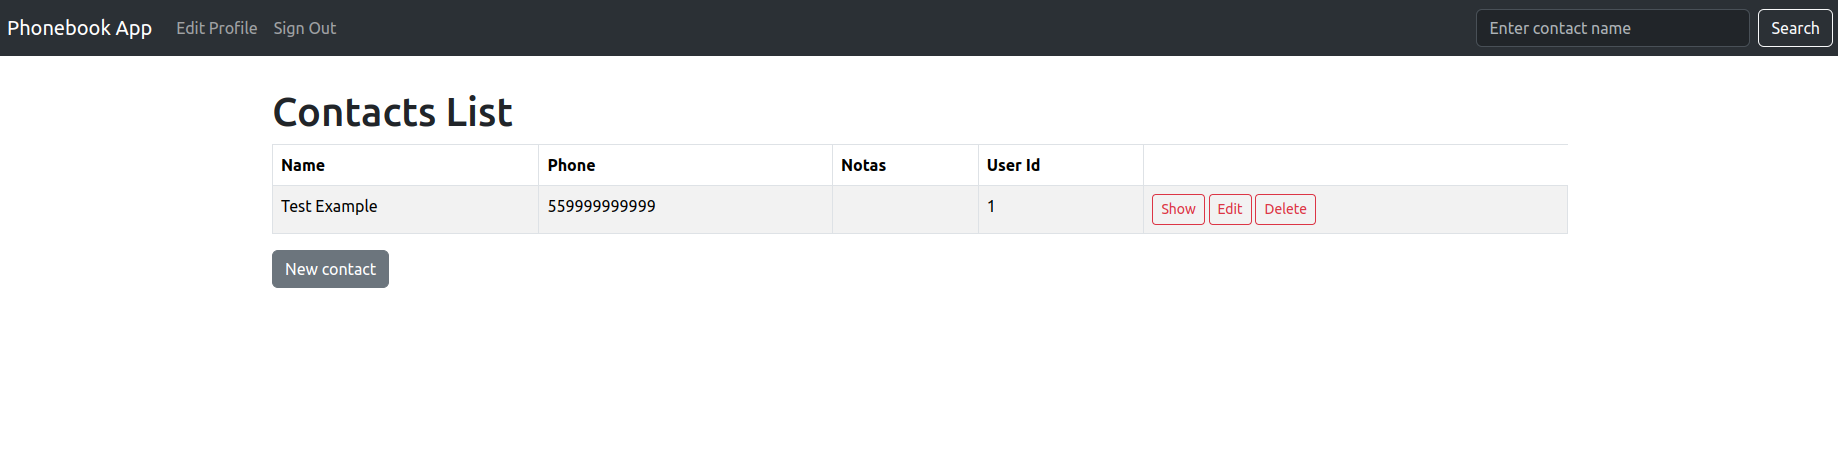 Phonebook App Edit Profile Sign Out Enter contact name Search
Contacts List
Name Phone Notas User Id
Test Example 559999999999 1 Show Edit Delete
New contact